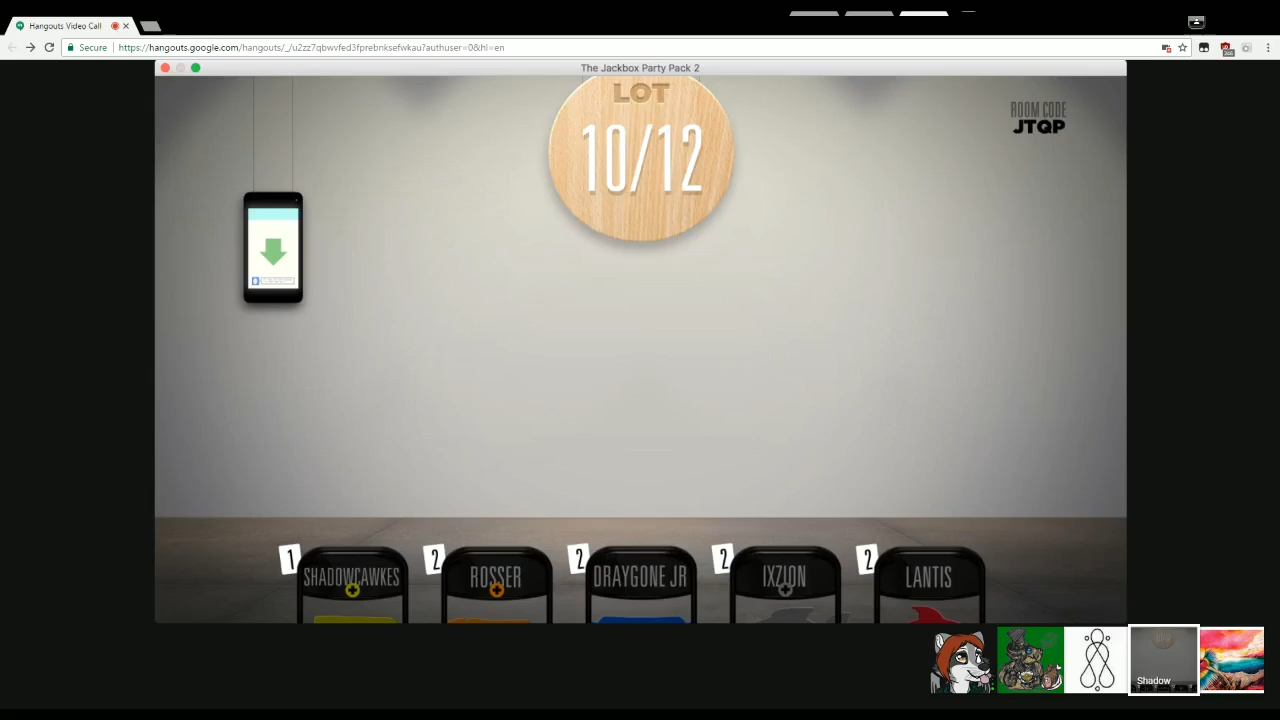 Hangouts Video Call
Secure
https://hangouts.google.com/hangouts/_/u2zz7qbwvfed3fprebnksefwkau?authuser=0&hl=en
The Jackbox Party Pack 2
LOT
10/12
ROOM CODE
JTQP
1
SHADOWCAWKES
2
ROSSER
2
DRAYGONE JR
2
IXZION
2
LANTIS
Shadow